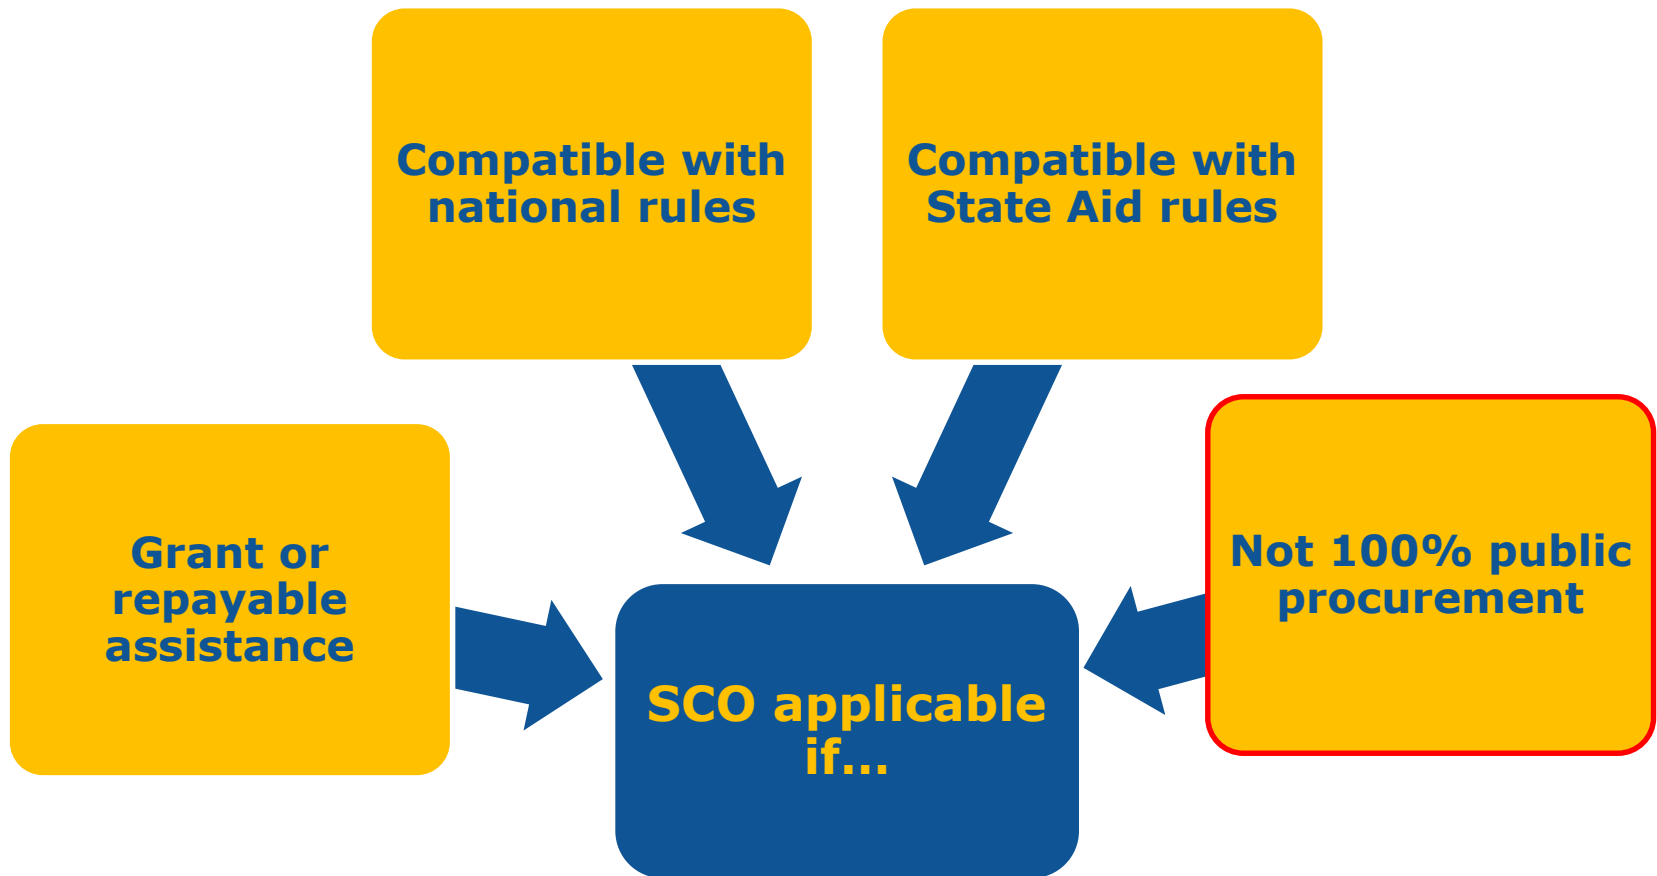 Compatible with
national rules
Compatible with
State Aid rules
Grant or
repayable
assistance
Not 100% public
procurement
SCO applicable
if...